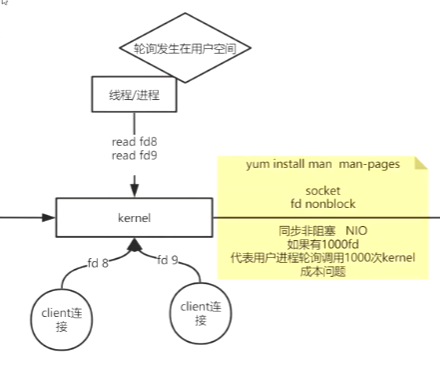 轮询发生在用户空间
线程/进程
read fd8
read fd9
kernel
fd 8
fd 9
client连
接
client连
接
yum install man  man-pages
socket
fd nonblock
同步非阻塞   NIO
如果有1000fd
代表用户进程轮询调用1000次kernel
成本问题